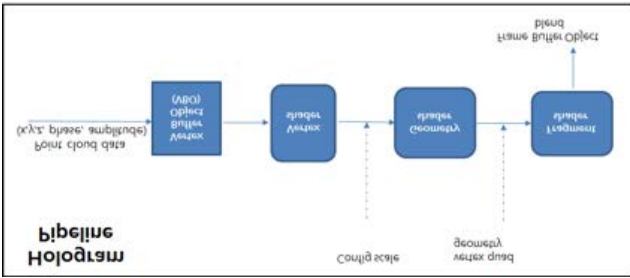 Hologram
Pipeline
Config scale
vertex quad
geometry
Point cloud data
(x,y,z, phase, amplitude)
Vertex
Buffer
Object
(VBO)
Vertex
shader
Geometry
shader
Fragment
shader
Frame Buffer Object
blend